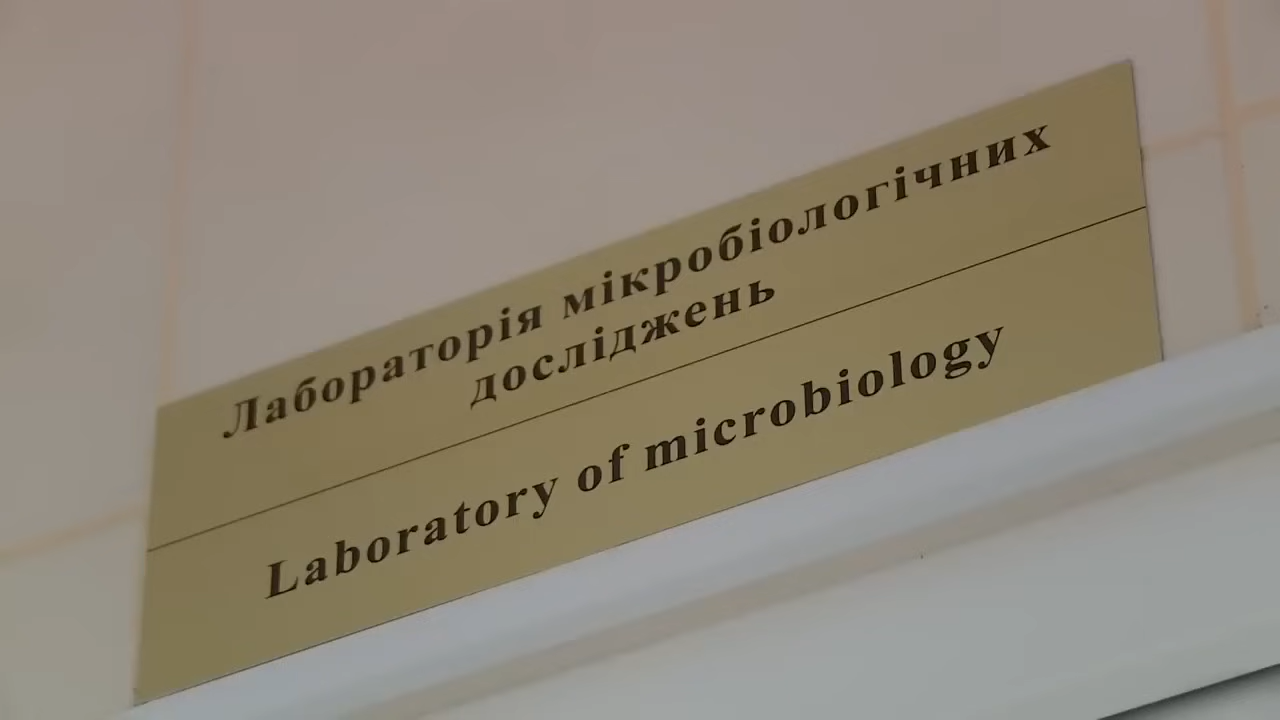 Лабораторія мікробіологічних
досліджень
Laboratory of microbiology